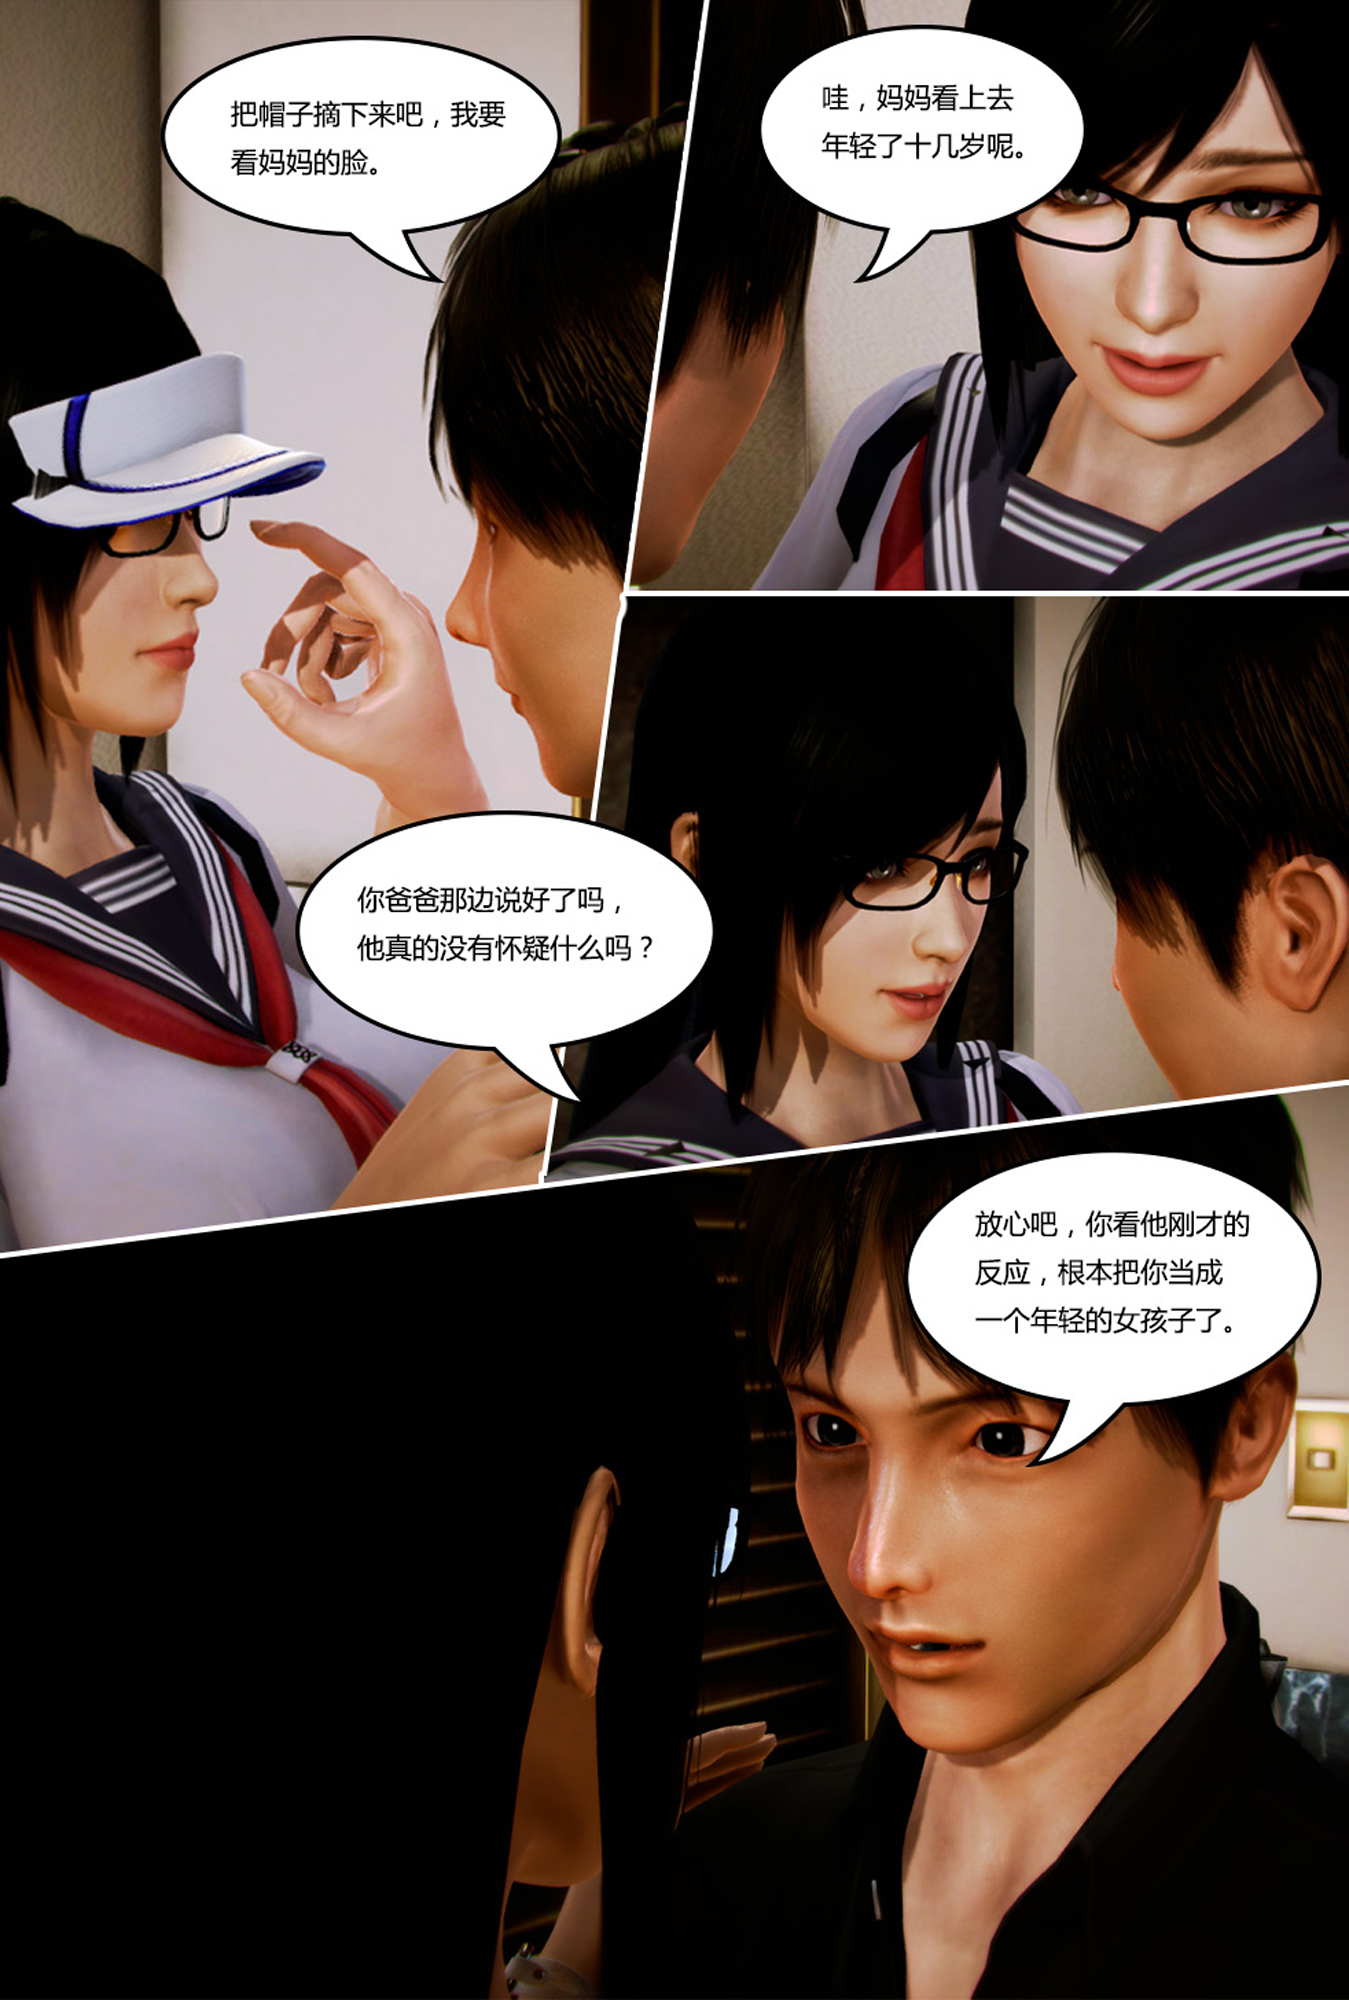 把帽子摘下来吧，我要
看妈妈的脸。
哇，妈妈看上去
年轻了十几岁呢。
你爸爸那边说好了吗，
他真的没有怀疑什么吗？
放心吧，你看他刚才的
反应，根本把你当成
一个年轻的女孩子了。